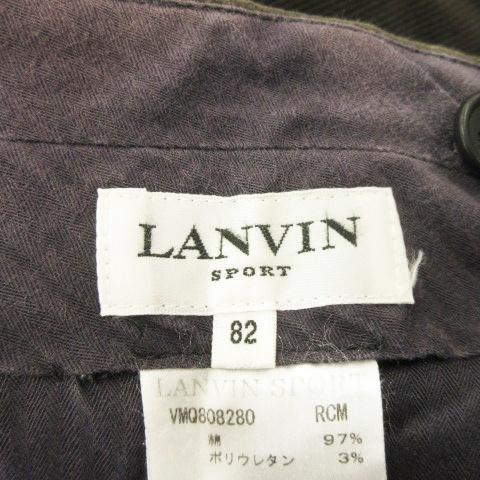 LANVIN
SPORT
82
LANVIN SPORT
VMQ808280 RCM
綿 97%
ポリウレタン 3%